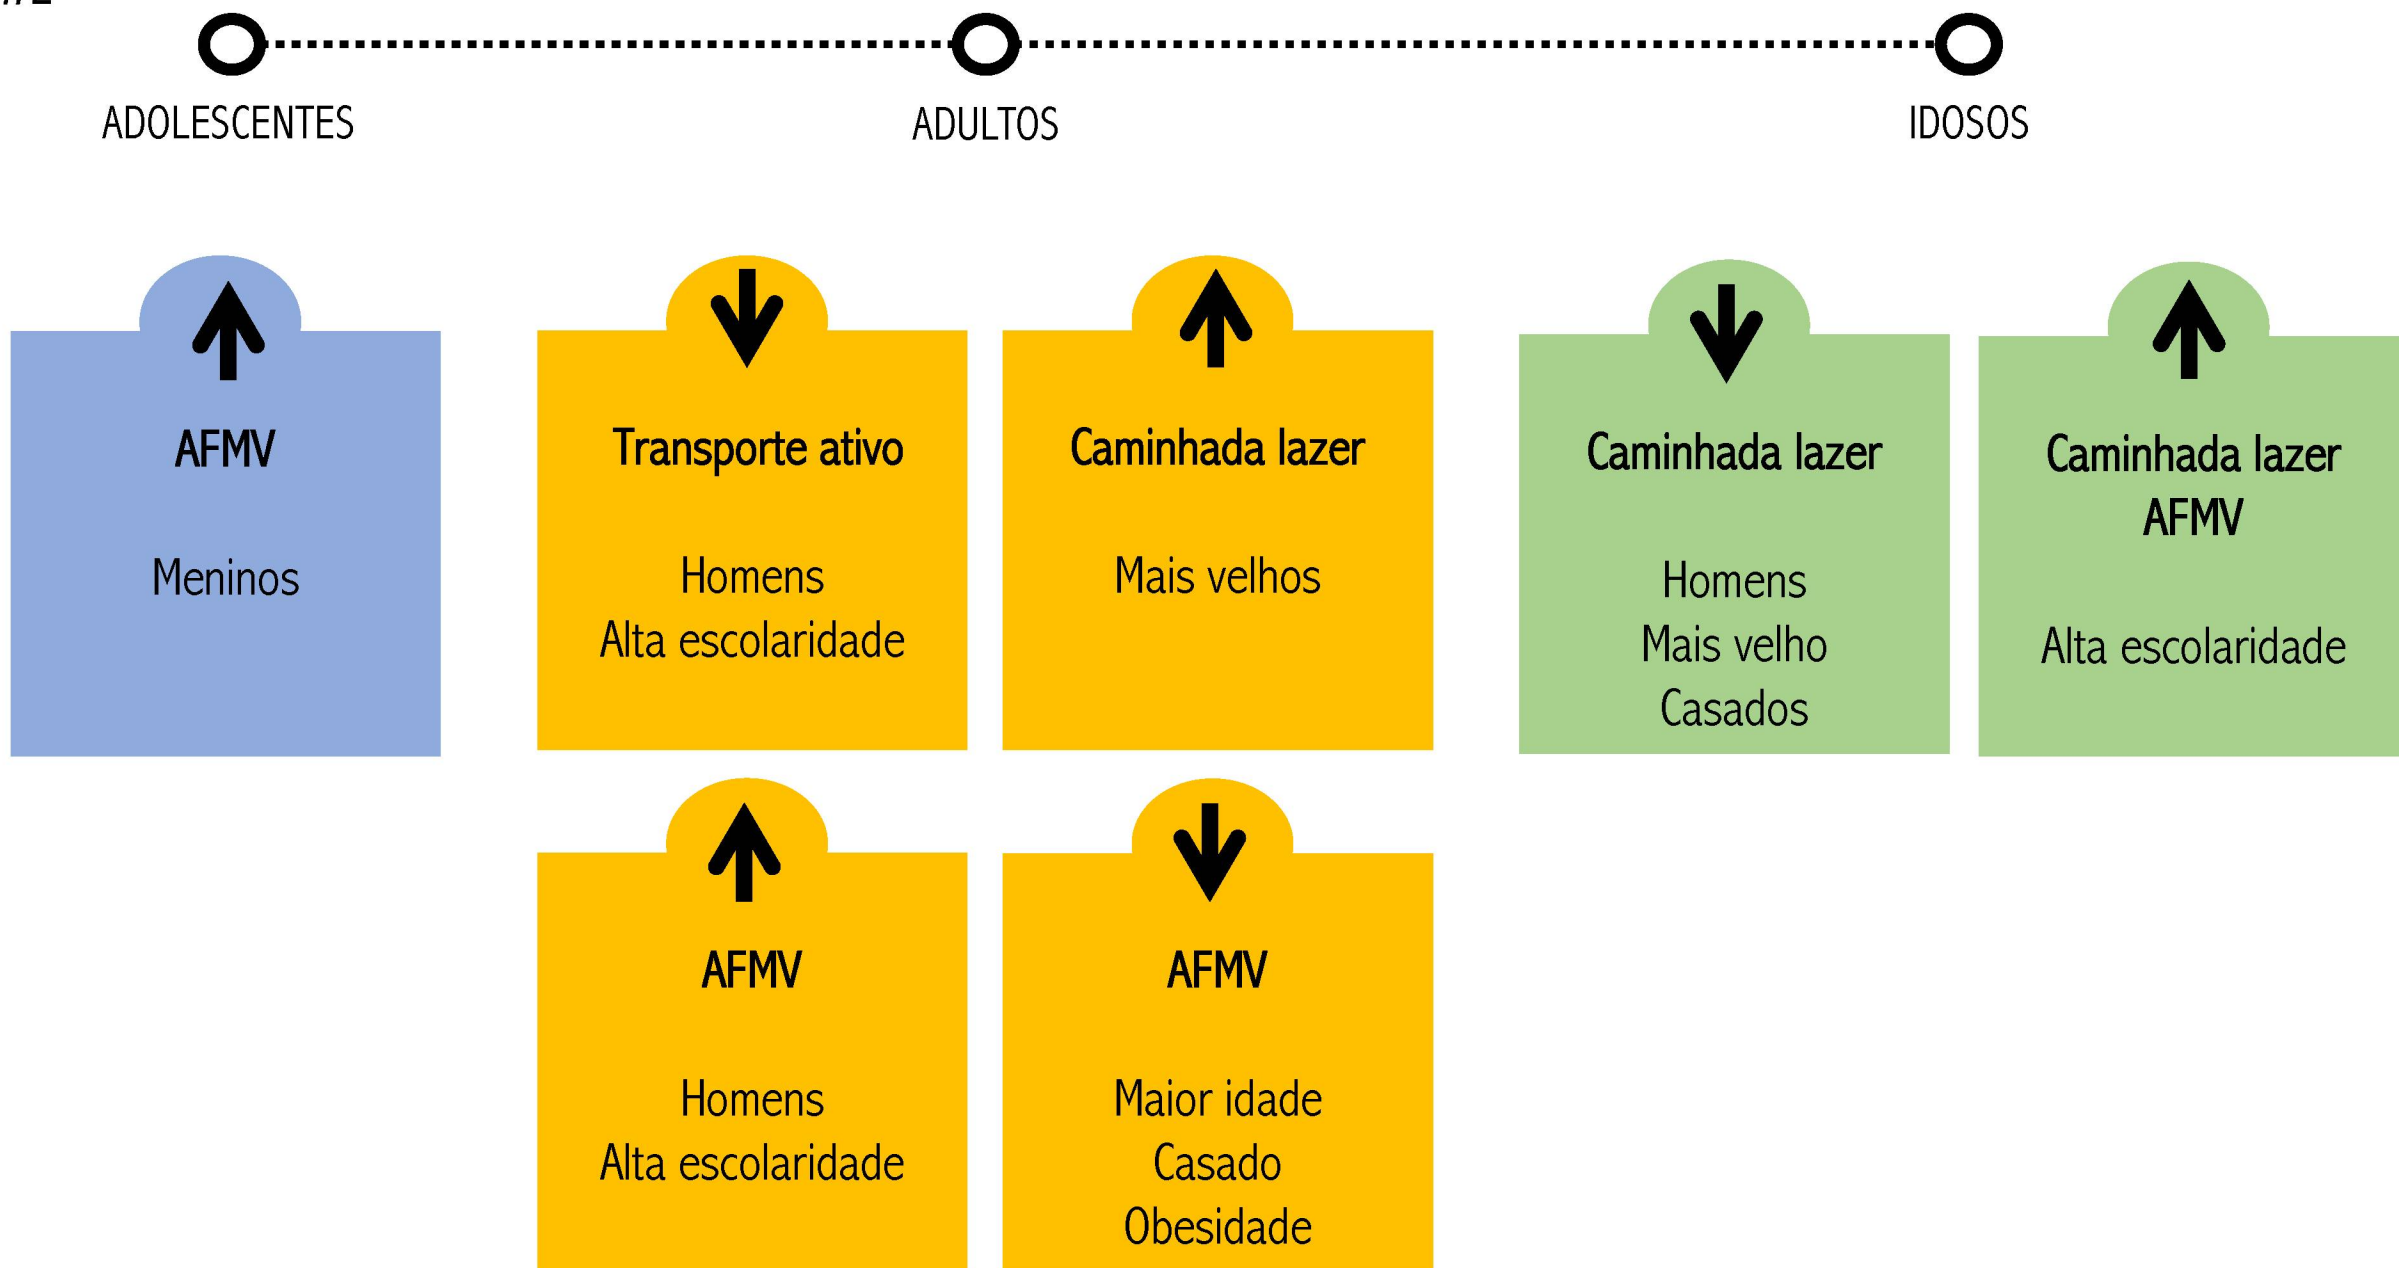 ADOLESCENTES
ADULTOS
IDOSOS
AFMV
Meninos
Transporte ativo
Homens
Alta escolaridade
Caminhada lazer
Mais velhos
Caminhada lazer
Homens
Mais velho
Casados
Caminhada lazer
AFMV
Alta escolaridade
AFMV
Homens
Alta escolaridade
AFMV
Maior idade
Casado
Obesidade